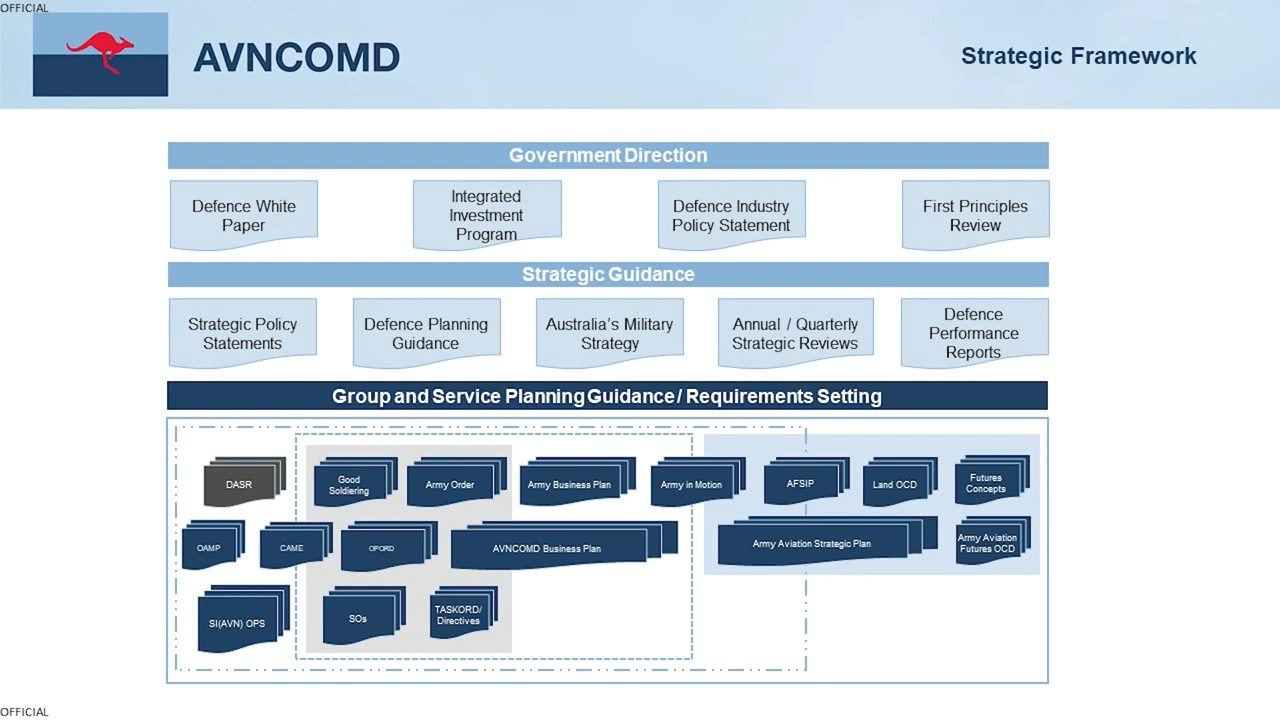 OFFICIAL
AVNCOMD
Strategic Framework
Government Direction
Defence White
Paper
Integrated
Investment
Program
Defence Industry
Policy Statement
First Principles
Review
Strategic Guidance
Strategic Policy
Statements
Defence Planning
Guidance
Australia's Military
Strategy
Annual / Quarterly
Strategic Reviews
Defence
Performance
Reports
Group and Service Planning Guidance / Requirements Setting
DASR
Good
Soldiering
Army Order
Army Business Plan
Army in Motion
AFSIP
Land OCD
Futures
Concepts
OAMP
CAME
OPORD
AVNCOMD Business Plan
Army Aviation Strategic Plan
Army Aviation
Futures OCD
SI(AVN) OPS
SOs
TASKORD/
Directives
OFFICIAL